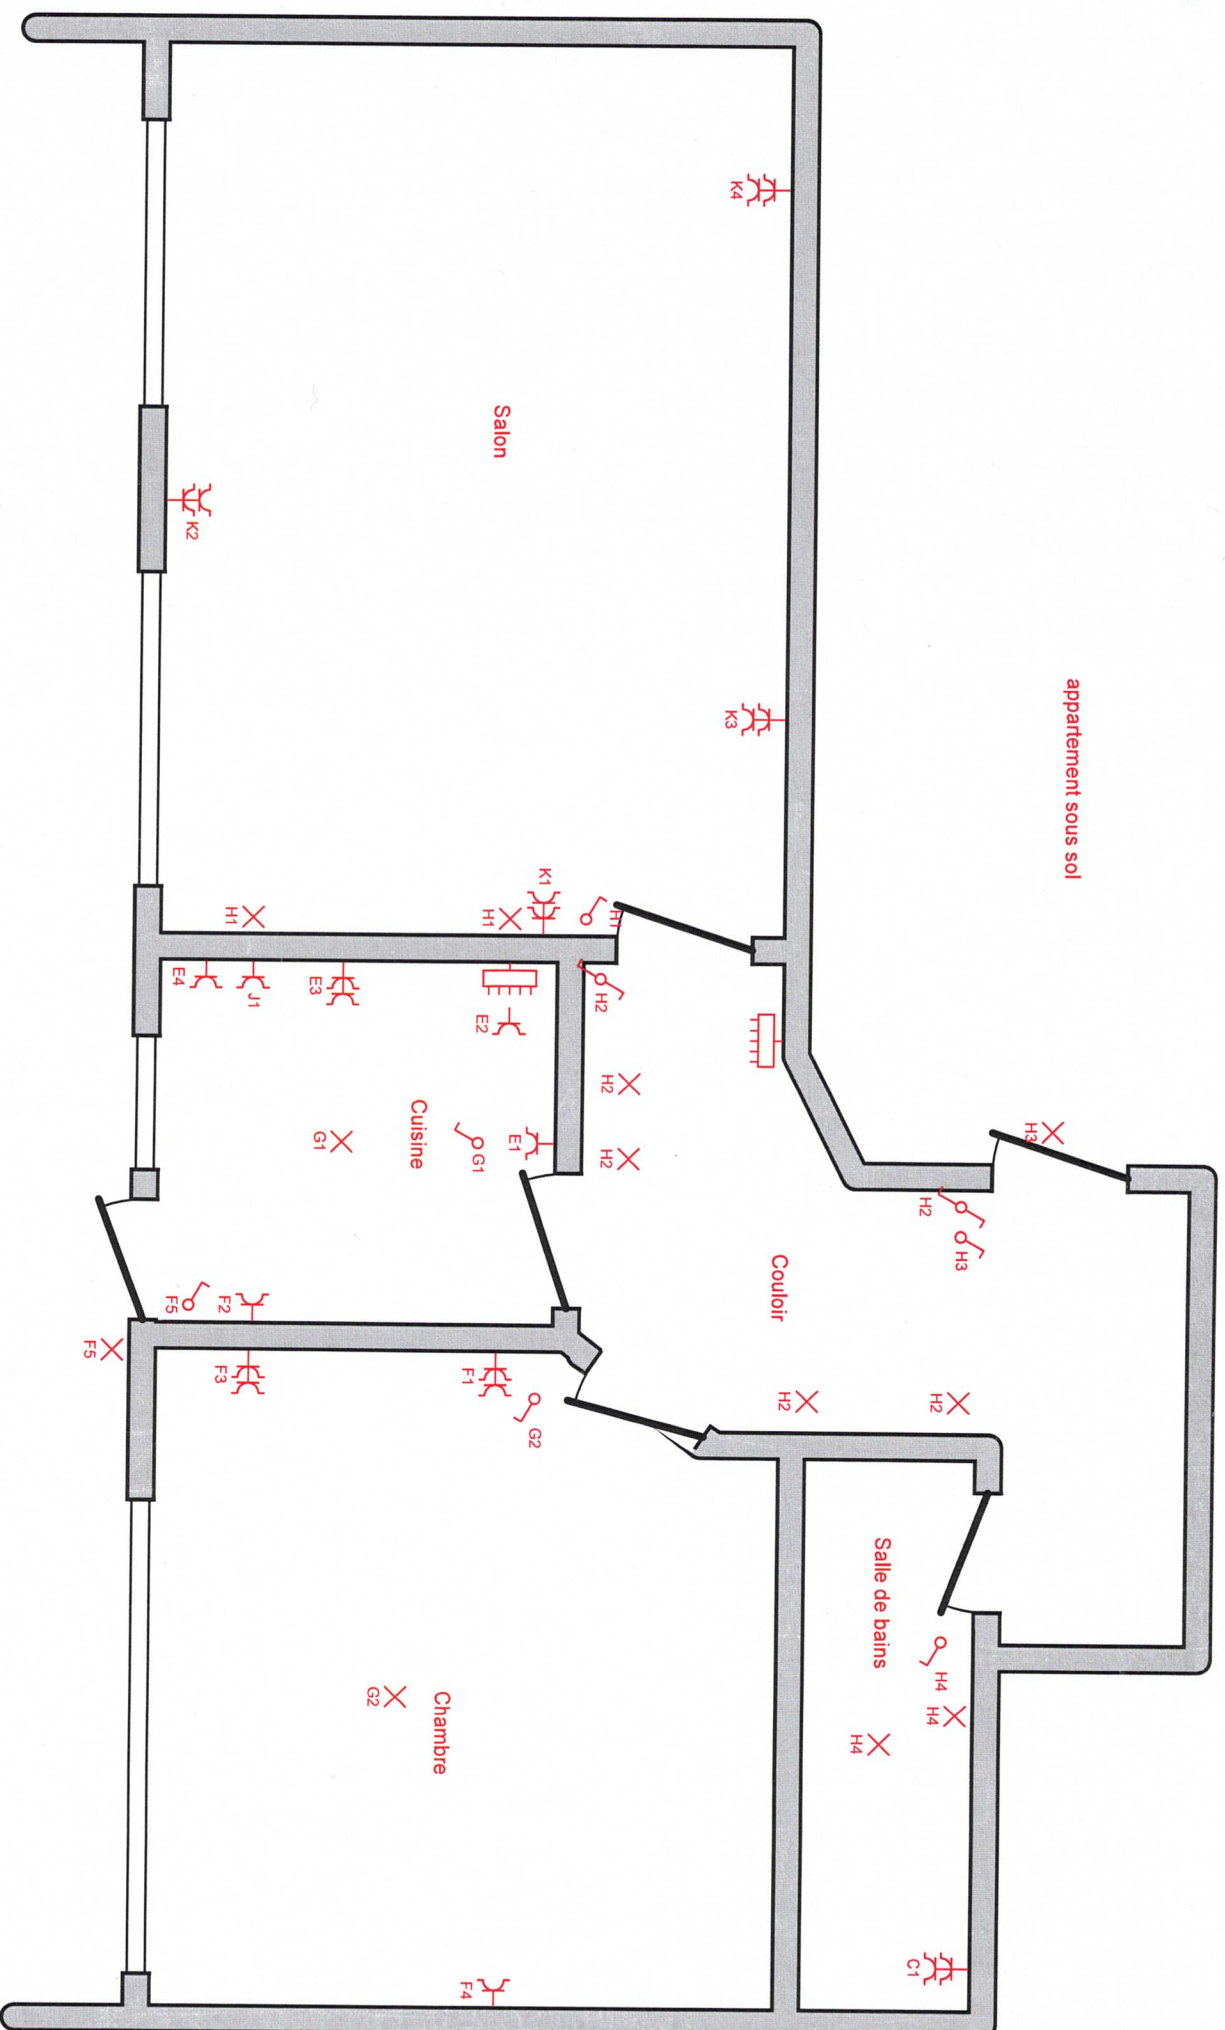 appartement sous sol
H3
H3
H2
H2
H4
H4
C1
Salle de bains
H4
Couloir
H2
K4
K3
H1
H2
H2
H2
K1
E1
G2
Salon
H1
E2
G1
F1
F4
Chambre
Cuisine
G2
G1
E3
J1
H1
F2
F3
K2
E4
F5
F5